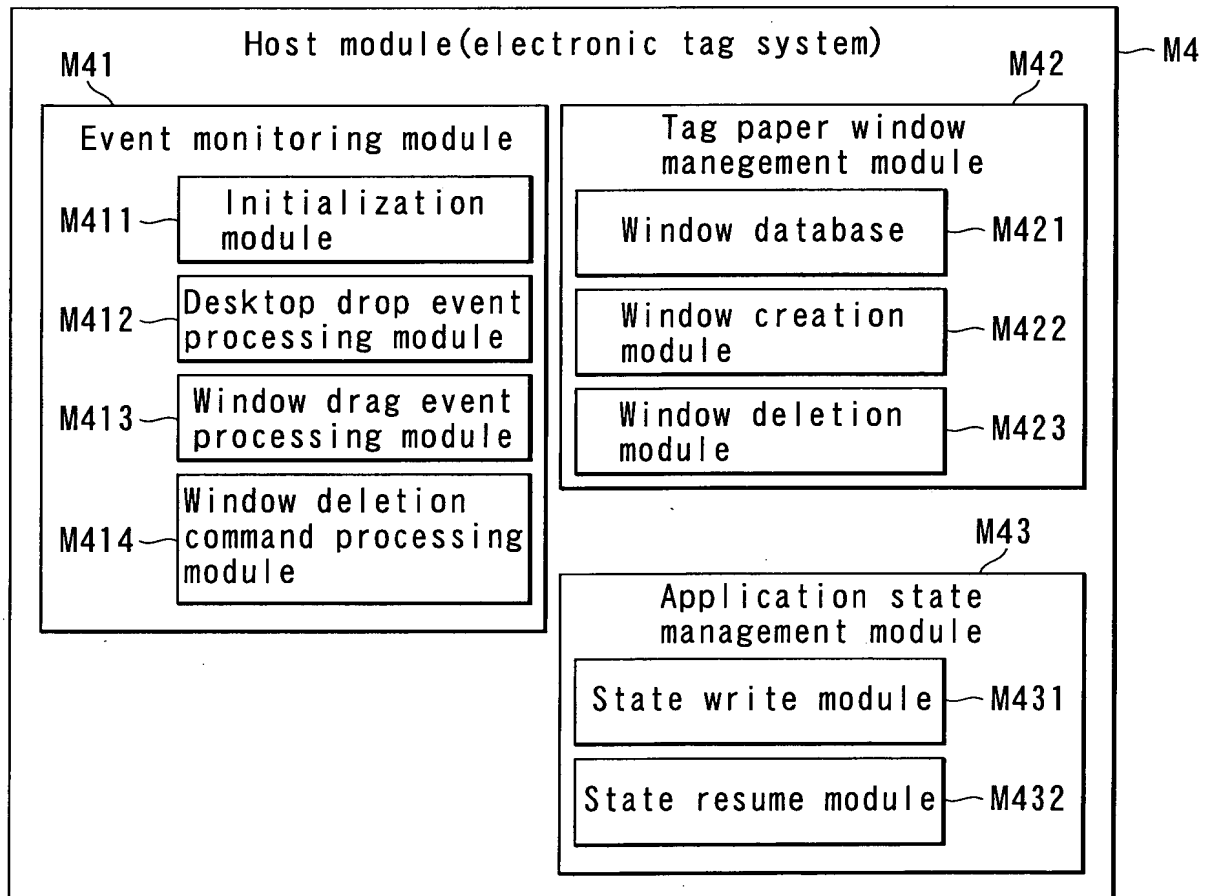 Host module(electronic tag system)
M4
M41
Event monitoring module
M411
Initialization
module
M412
Desktop drop event
processing module
M413
Window drag event
processing module
M414
Window deletion
command processing
module
M42
Tag paper window
manegement module
Window database
M421
Window creation
module
M422
Window deletion
module
M423
M43
Application state
management module
State write module
M431
State resume module
M432